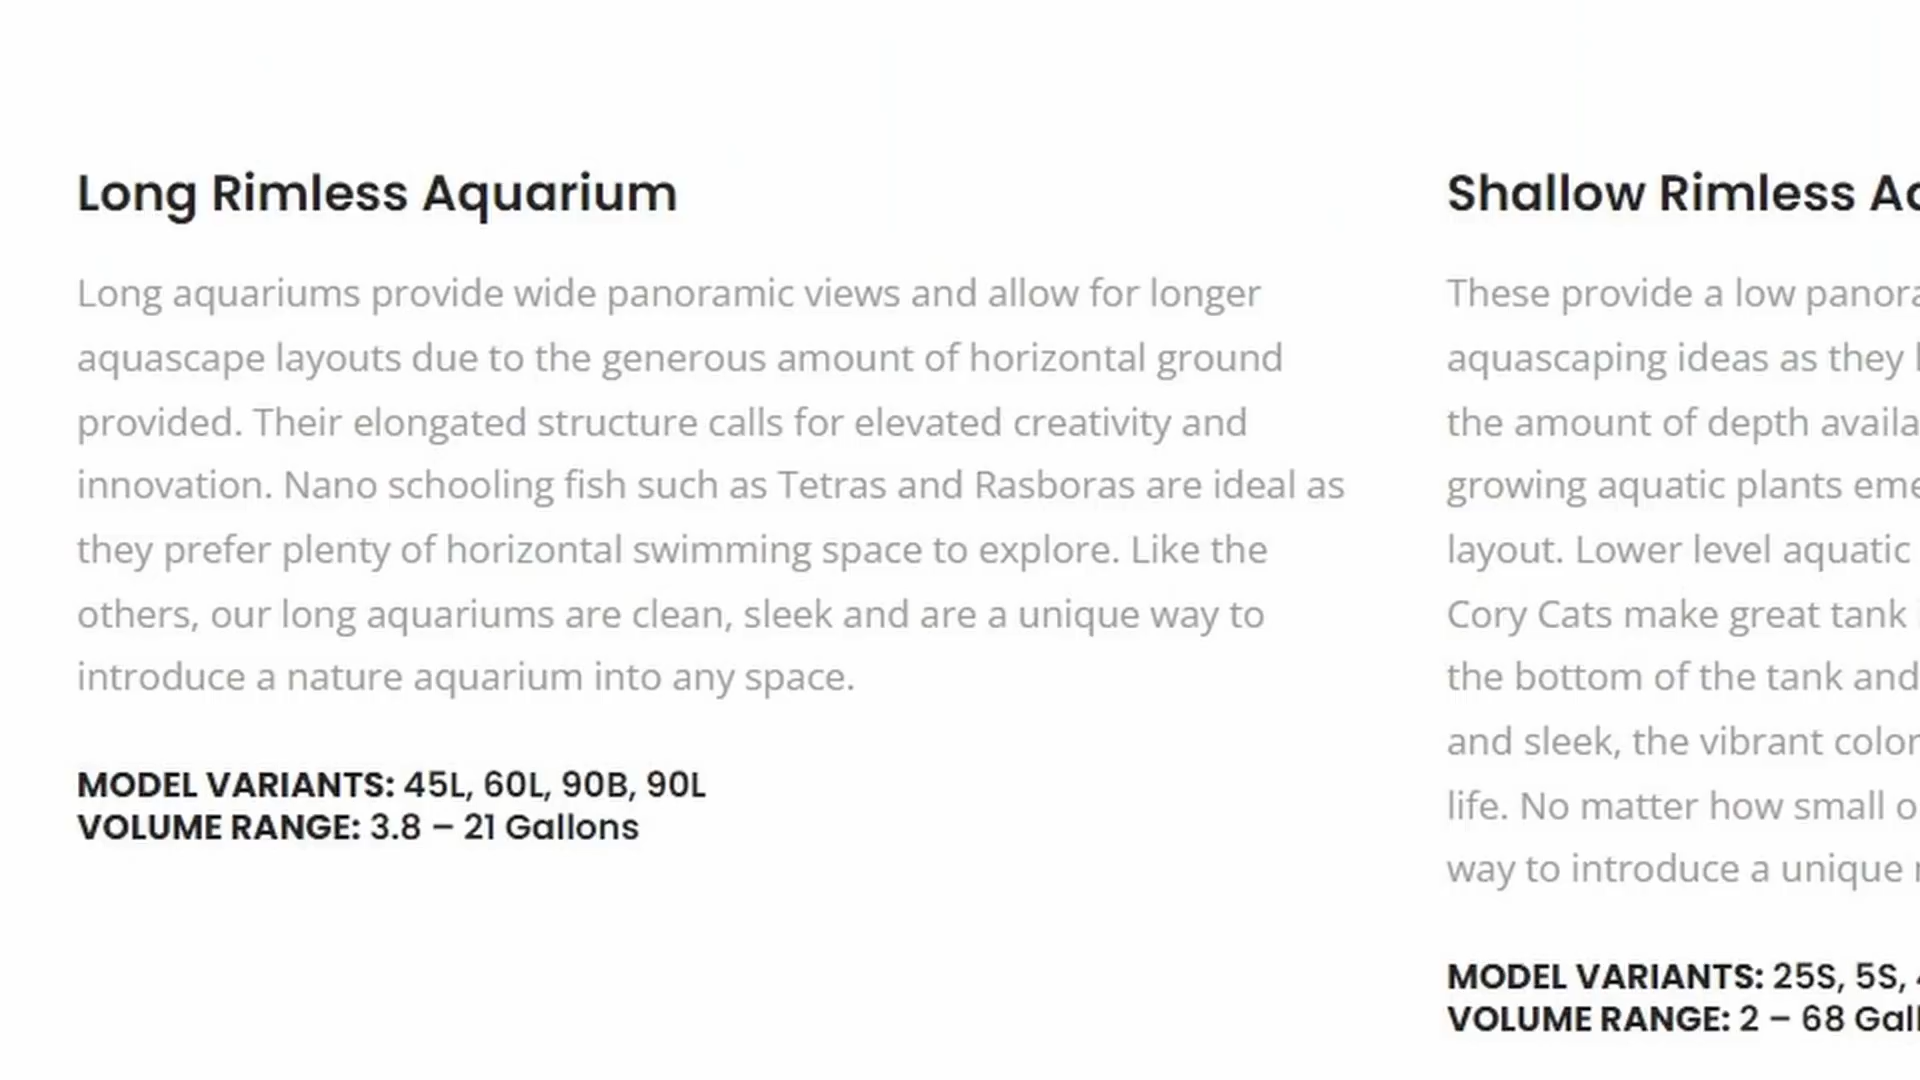 Long Rimless Aquarium
Long aquariums provide wide panoramic views and allow for longer
aquascape layouts due to the generous amount of horizontal ground
provided. Their elongated structure calls for elevated creativity and
innovation. Nano schooling fish such as Tetras and Rasboras are ideal as
they prefer plenty of horizontal swimming space to explore. Like the
others, our long aquariums are clean, sleek and are a unique way to
introduce a nature aquarium into any space.
MODEL VARIANTS: 45L, 60L, 90B, 90L
VOLUME RANGE: 3.8 – 21 Gallons
Shallow Rimless
These provide a low
aquascaping ideas as they
the amount of depth
growing aquatic plants
layout. Lower level aquatic
Cory Cats make great tank
the bottom of the tank and
and sleek, the vibrant
life. No matter how small
way to introduce a unique
MODEL VARIANTS: 25S, 5S,
VOLUME RANGE: 2 – 68